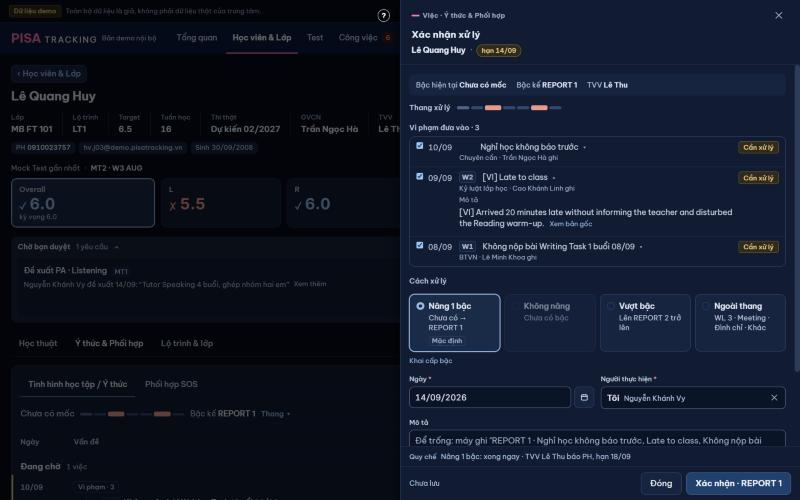 Dữ liệu demo Toàn bộ dữ liệu là giả, không phải dữ liệu thật của trung tâm.
?
PISA TRACKING Bản demo nội bộ Tổng quan Học viên & Lớp Test Công việc 6
‹ Học viên & Lớp
Lê Quang Huy
Lớp Lộ trình Target Tuần học Thi thật GVCN TVV
MB FT 101 LT1 6.5 16 Dự kiến 02/2027 Trần Ngọc Hà Lê Th
PH 0910023757 hv.j03@demo.pisatracking.vn Sinh 30/09/2008
Mock Test gần nhất · MT2 · W3 AUG
Overall L R
✓ 6.0 ✗ 5.5 ✓ 6.0
kỳ vọng 6.0
Chờ bạn duyệt 1 yêu cầu
Đề xuất PA · Listening MT1
Nguyễn Khánh Vy đề xuất 14/09: "Tutor Speaking 4 buổi, ghép nhóm hai em" Xem thêm
Học thuật Ý thức & Phối hợp Lộ trình & lớp
Tình hình học tập / Ý thức Phối hợp SOS
Chưa có mốc Bậc kế REPORT 1 Thang
Ngày Vấn đề
Đang chờ 1 việc
10/09 Vi phạm · 3
Việc · Ý thức & Phối hợp
Xác nhận xử lý
Lê Quang Huy · hạn 14/09
Bậc hiện tại Chưa có mốc Bậc kế REPORT 1 TVV Lê Thu
Thang xử lý
Vi phạm đưa vào · 3
10/09 Nghỉ học không báo trước Cần xử lý
Chuyên cần · Trần Ngọc Hà ghi
09/09 W2 [VI] Late to class Cần xử lý
Kỷ luật lớp học · Cao Khánh Linh ghi
Mô tả
[VI] Arrived 20 minutes late without informing the teacher and disturbed
the Reading warm-up. Xem bản gốc
08/09 W1 Không nộp bài Writing Task 1 buổi 08/09 Cần xử lý
BTVN · Lê Minh Khoa ghi
Cách xử lý
Nâng 1 bậc Không nâng Vượt bậc Ngoài thang
Chưa có → REPORT 1 Chưa có bậc Lên REPORT 2 trở lên WL 3 · Meeting · Đình chỉ · Khác
Mặc định
Khai cấp bậc
Ngày * Người thực hiện *
14/09/2026 Tôi Nguyễn Khánh Vy
Mô tả
Để trống: máy ghi "REPORT 1 · Nghỉ học không báo trước, Late to class, Không nộp bài
Quy chế Nâng 1 bậc: xong ngay · TVV Lê Thu báo PH, hạn 18/09
Chưa lưu Đóng Xác nhận · REPORT 1